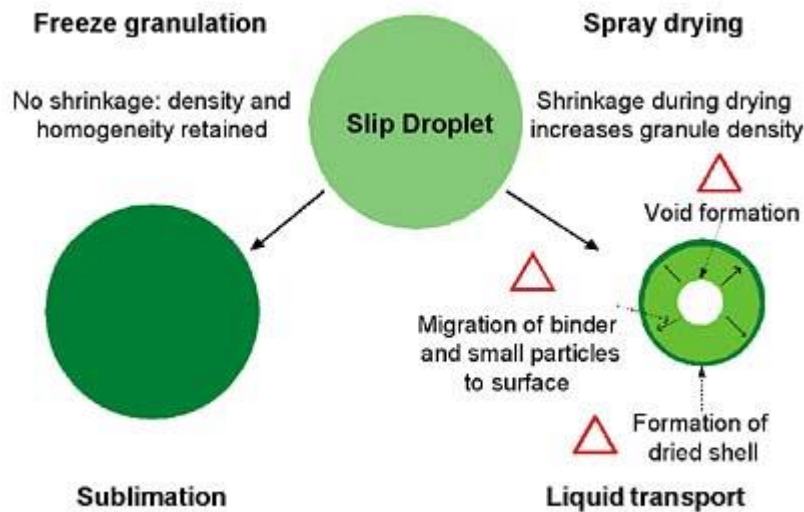 Freeze granulation
Spray drying
No shrinkage: density and
homogeneity retained
Slip Droplet
Shrinkage during drying
increases granule density
Void formation
Migration of binder
and small particles
to surface
Formation of
dried shell
Sublimation
Liquid transport